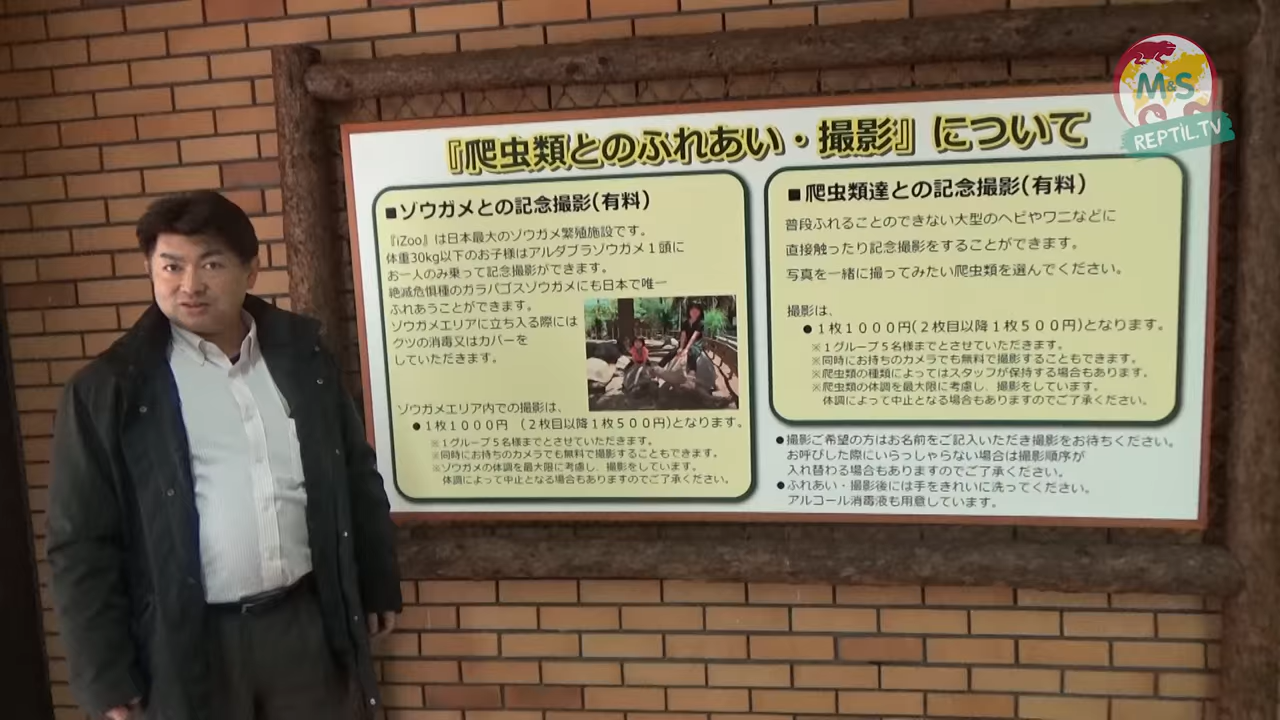 『爬虫類とのふれあい・撮影』について
■ゾウガメとの記念撮影(有料)
『iZoo』は日本最大のゾウガメ繁殖施設です。
体重30kg以下のお子様はアルダブラゾウガメ1頭に
お一人のみ乗って記念撮影ができます。
絶滅危惧種のガラパゴスゾウガメにも日本で唯一
ふれあうことができます。
ゾウガメエリアに立ち入る際には
クツの消毒又はカバーを
していただきます。
ゾウガメエリア内での撮影は、
●1枚1000円 (2枚目以降1枚500円)となります。
※1グループ5名様までとさせていただきます。
※同時にお持ちのカメラでも無料で撮影することもできます。
※ゾウガメの体調を最大限に考慮し、撮影をしています。
体調によって中止となる場合もありますのでご了承ください。
■爬虫類達との記念撮影(有料)
普段ふれることのできない大型のヘビやワニなどに
直接触ったり記念撮影をすることができます。
写真を一緒に撮ってみたい爬虫類を選んでください。
撮影は、
●1枚1000円(2枚目以降1枚500円)となります。
※1グループ5名様までとさせていただきます。
※同時にお持ちのカメラでも無料で撮影することもできます。
※爬虫類の種類によってはスタッフが保持する場合もあります。
※爬虫類の体調を最大限に考慮し、撮影をしています。
体調によって中止となる場合もありますのでご了承ください。
●撮影ご希望の方はお名前をご記入いただき撮影をお待ちください。
お呼びした際にいらっしゃらない場合は撮影順序が
入れ替わる場合もありますのでご了承ください。
●ふれあい・撮影後には手をきれいに洗ってください。
アルコール消毒液も用意しています。
M&S
REPTIL.TV